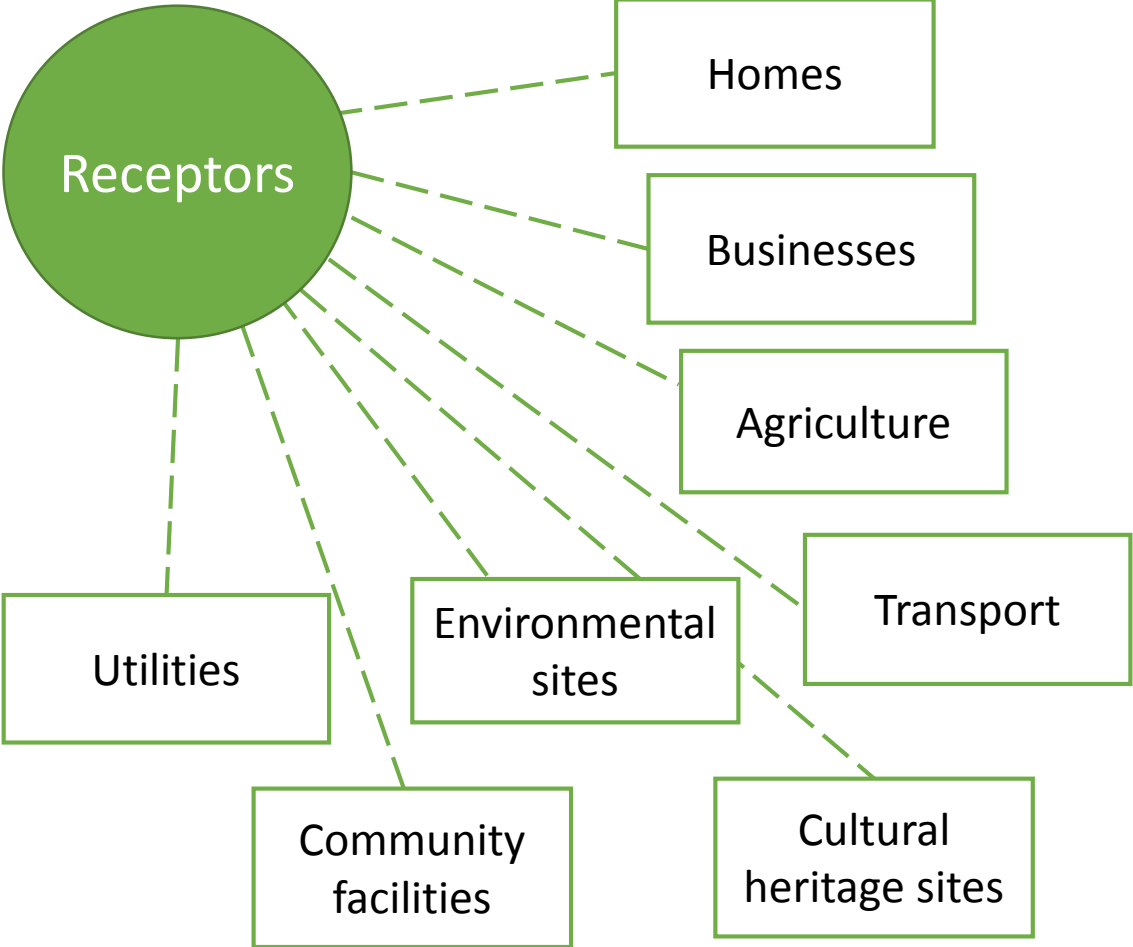 Receptors
Homes
Businesses
Agriculture
Transport
Environmental
sites
Utilities
Community
facilities
Cultural
heritage sites